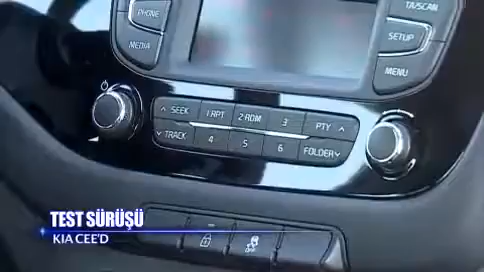 PHONE
MEDIA
TA/SCAN
SETUP
MENU
∧ SEEK 1 RPT 2 RDM 3 PTY ∧
∨ TRACK 4 5 6 FOLDER ∨
OFF
TEST SÜRÜŞÜ
KIA CEE'D